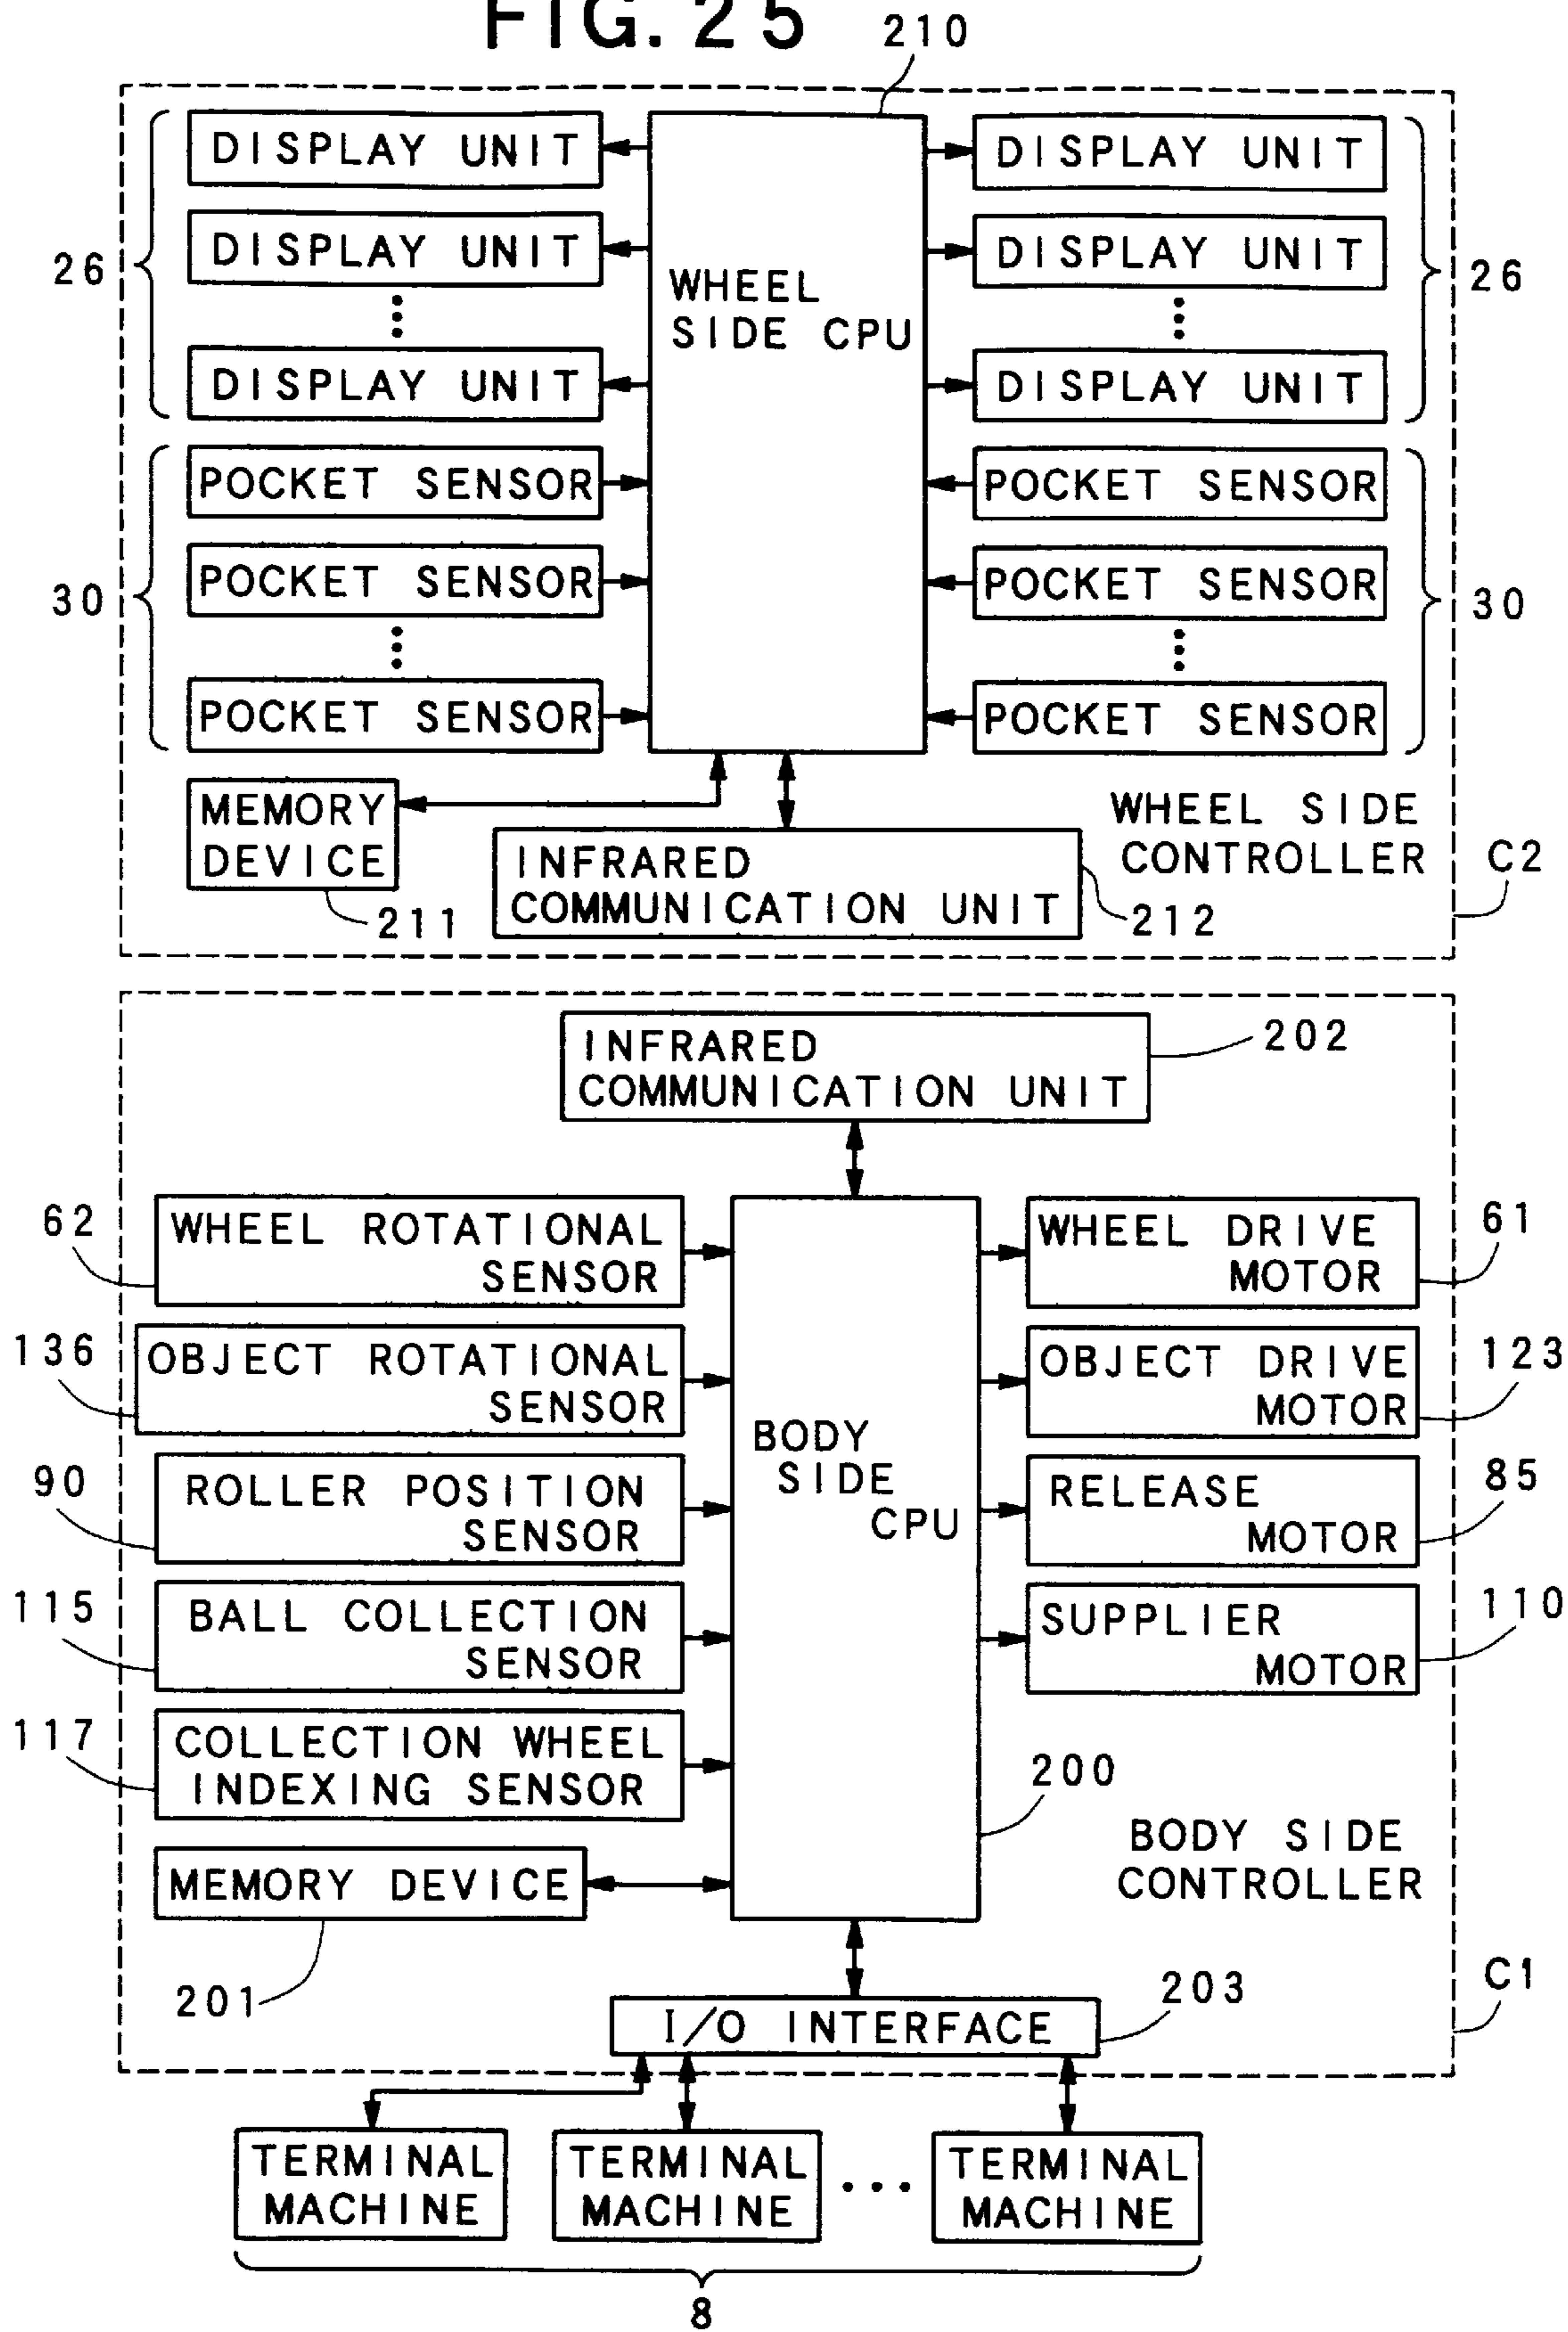 FIG. 25
210
DISPLAY UNIT
DISPLAY UNIT
DISPLAY UNIT
26
POCKET SENSOR
POCKET SENSOR
POCKET SENSOR
30
WHEEL
SIDE CPU
DISPLAY UNIT
DISPLAY UNIT
DISPLAY UNIT
26
POCKET SENSOR
POCKET SENSOR
POCKET SENSOR
30
MEMORY
DEVICE
211
INFRARED
COMMUNICATION UNIT
212
WHEEL SIDE
CONTROLLER
C2
INFRARED
COMMUNICATION UNIT
202
62
WHEEL ROTATIONAL
SENSOR
136
OBJECT ROTATIONAL
SENSOR
90
ROLLER POSITION
SENSOR
115
BALL COLLECTION
SENSOR
117
COLLECTION WHEEL
INDEXING SENSOR
MEMORY DEVICE
201
BODY
SIDE
CPU
200
WHEEL DRIVE
MOTOR
61
OBJECT DRIVE
MOTOR
123
RELEASE
MOTOR
85
SUPPLIER
MOTOR
110
BODY SIDE
CONTROLLER
C1
I/O INTERFACE
203
TERMINAL
MACHINE
TERMINAL
MACHINE
...
TERMINAL
MACHINE
8